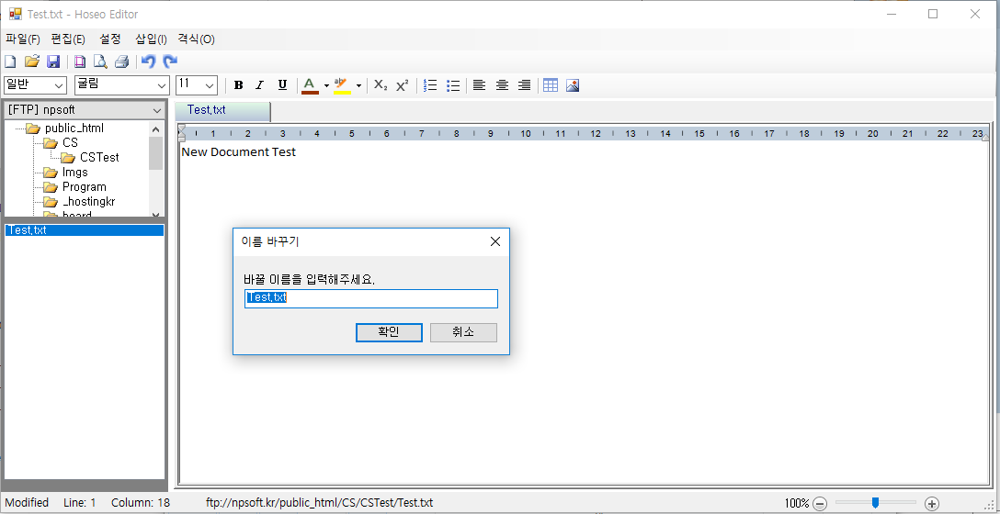 Test.txt - Hoseo Editor
파일(F) 편집(E) 설정 삽입(I) 격식(O)
일반 굴림 11 B I U A X₂ X²
[FTP] npsoft
public_html
CS
CSTest
Imgs
Program
_hostingkr
board
Test.txt
Test.txt
1 2 3 4 5 6 7 8 9 10 11 12 13 14 15 16 17 18 19 20 21 22 23
New Document Test
이름 바꾸기
바꿀 이름을 입력해주세요.
Test.txt
확인 취소
Modified Line: 1 Column: 18 ftp://npsoft.kr/public_html/CS/CSTest/Test.txt 100%